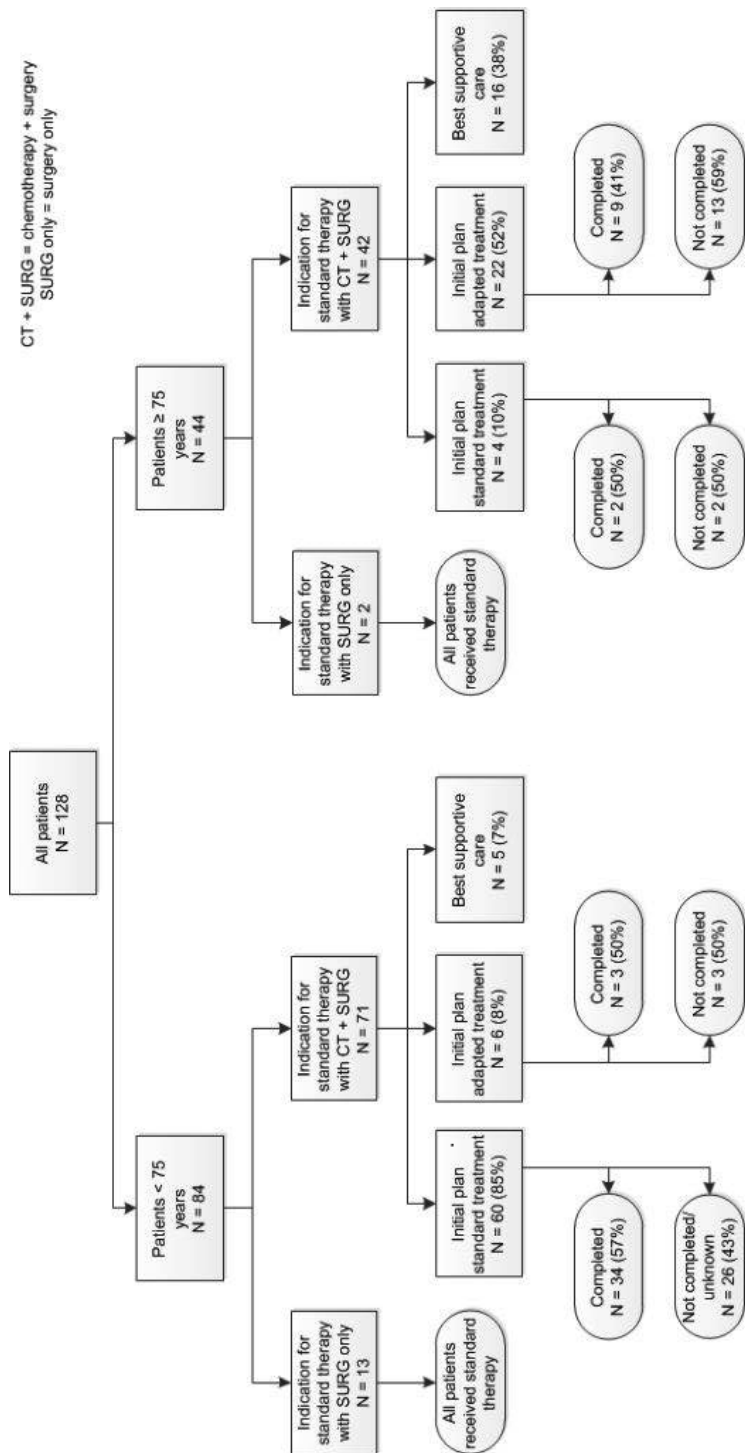 CT + SURG = chemotherapy + surgery
SURG only = surgery only
All patients
N = 128
Patients < 75
years
N = 84
Patients ≥ 75
years
N = 44
Indication for
standard therapy
with SURG only
N = 13
Indication for
standard therapy
with CT + SURG
N = 71
Indication for
standard therapy
with SURG only
N = 2
Indication for
standard therapy
with CT + SURG
N = 42
All patients
received standard
therapy
Initial plan
standard treatment
N = 60 (85%)
Initial plan
adapted treatment
N = 6 (8%)
Best supportive
care
N = 5 (7%)
All patients
received standard
therapy
Initial plan
standard treatment
N = 4 (10%)
Initial plan
adapted treatment
N = 22 (52%)
Best supportive
care
N = 16 (38%)
Completed
N = 34 (57%)
Completed
N = 3 (50%)
Completed
N = 2 (50%)
Completed
N = 9 (41%)
Not completed/
unknown
N = 26 (43%)
Not completed
N = 3 (50%)
Not completed
N = 2 (50%)
Not completed
N = 13 (59%)